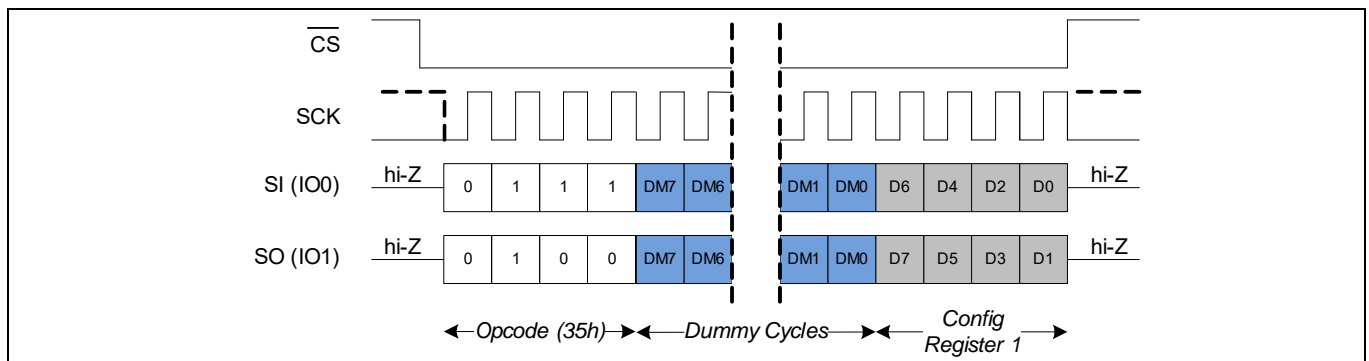 CS
SCK
SI (IO0) hi-Z 0 1 1 1 DM7 DM6 DM1 DM0 D6 D4 D2 D0 hi-Z
SO (IO1) hi-Z 0 1 0 0 DM7 DM6 DM1 DM0 D7 D5 D3 D1 hi-Z
Opcode (35h) Dummy Cycles Config
Register 1